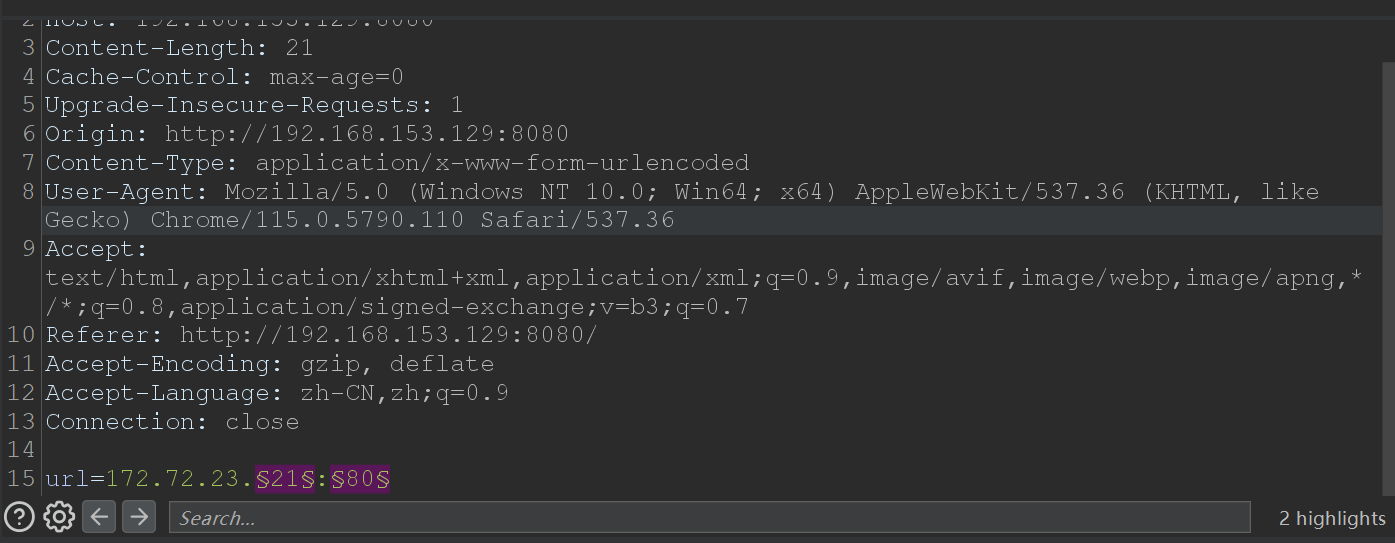 2 Host: 192.168.153.129:8080
3 Content-Length: 21
4 Cache-Control: max-age=0
5 Upgrade-Insecure-Requests: 1
6 Origin: http://192.168.153.129:8080
7 Content-Type: application/x-www-form-urlencoded
8 User-Agent: Mozilla/5.0 (Windows NT 10.0; Win64; x64) AppleWebKit/537.36 (KHTML, like
Gecko) Chrome/115.0.5790.110 Safari/537.36
9 Accept:
text/html,application/xhtml+xml,application/xml;q=0.9,image/avif,image/webp,image/apng,*
/*;q=0.8,application/signed-exchange;v=b3;q=0.7
10 Referer: http://192.168.153.129:8080/
11 Accept-Encoding: gzip, deflate
12 Accept-Language: zh-CN,zh;q=0.9
13 Connection: close
14
15 url=172.72.23.§21§:§80§
Search...
2 highlights